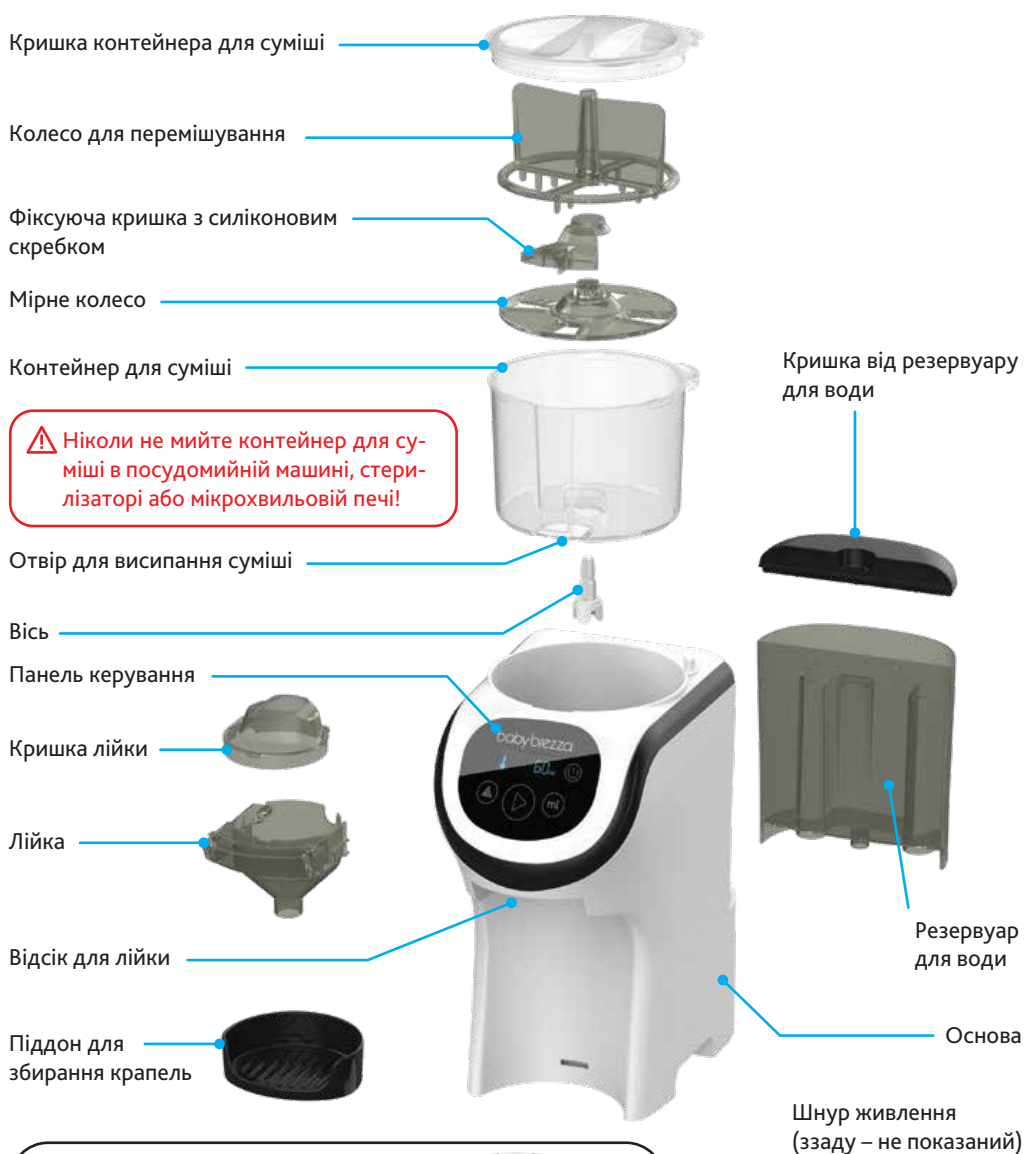 Кришка контейнера для суміші
Колесо для перемішування
Фіксуюча кришка з силіконовим
скребком
Мірне колесо
Контейнер для суміші
Кришка від резервуару
для води
Ніколи не мийте контейнер для су-
міші в посудомийній машині, стери-
лізаторі або мікрохвильовій печі!
Отвір для висипання суміші
Вісь
Панель керування
babybrezza
60
ml
Кришка лійки
Лійка
Відсік для лійки
Резервуар
для води
Основа
Піддон для
збирання крапель
Шнур живлення
(ззаду – не показаний)